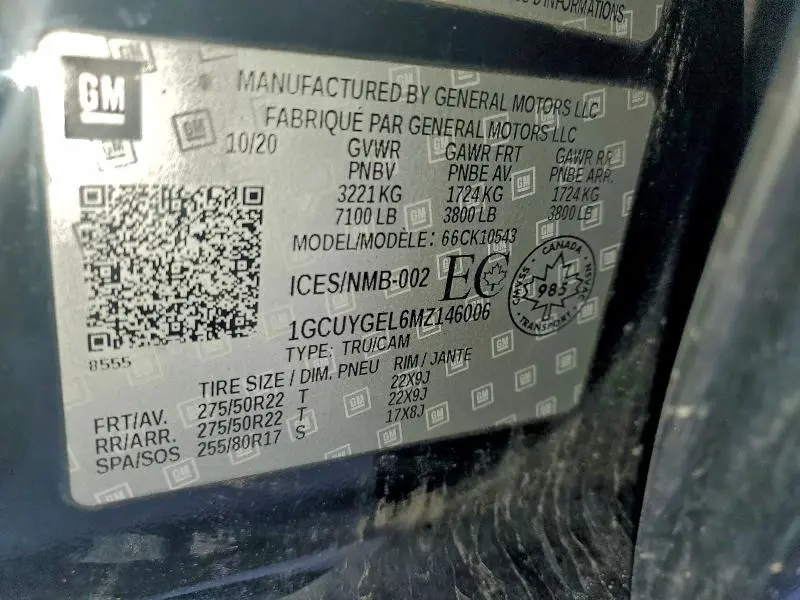 D'INFORMATIONS.
GM
MANUFACTURED BY GENERAL MOTORS LLC
FABRIQUÉ PAR GENERAL MOTORS LLC
10/20 GVWR GAWR FRT GAWR RR
PNBV PNBE AV. PNBE ARR.
3221 KG 1724 KG 1724 KG
7100 LB 3800 LB 3800 LB
MODEL/MODÈLE: 66CK10543
ICES/NMB-002 EC
CANADA
985
NSVAC
1GCUYGEL6MZ146006
TYPE: TRU/CAM
8555
TIRE SIZE / DIM. PNEU RIM / JANTE
FRT/AV. 275/50R22 T 22X9J
RR/ARR. 275/50R22 T 22X9J
SPA/SOS 255/80R17 S 17X8J